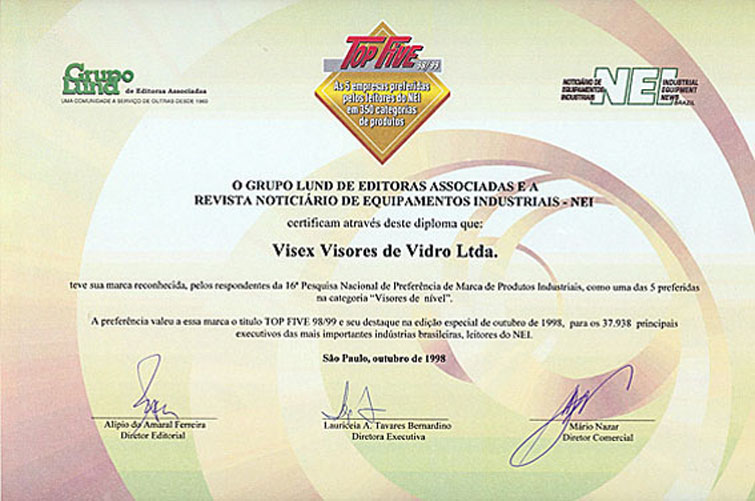 TOP FIVE
98/99
As 5 empresas preferidas
pelos leitores do NEI
em 350 categorias
de produtos
Grupo
Lund
de Editoras Associadas
UMA COMUNIDADE A SERVIÇO DE OUTRAS DESDE 1960
NOTICIÁRIO DE
EQUIPAMENTOS
INDUSTRIAIS
NEI
INDUSTRIAL
EQUIPMENT
NEWS
BRAZIL
O GRUPO LUND DE EDITORAS ASSOCIADAS E A
REVISTA NOTICIÁRIO DE EQUIPAMENTOS INDUSTRIAIS - NEI
certificam através deste diploma que:
Visex Visores de Vidro Ltda.
teve sua marca reconhecida, pelos respondentes da 16ª Pesquisa Nacional de Preferência de Marca de Produtos Industriais, como uma das 5 preferidas
na categoria “Visores de nível”.
A preferência valeu a essa marca o título TOP FIVE 98/99 e seu destaque na edição especial de outubro de 1998, para os 37.938 principais
executivos das mais importantes indústrias brasileiras, leitores do NEI.
São Paulo, outubro de 1998
Alípio do Amaral Ferreira
Diretor Editorial
Lauricéia A. Tavares Bernardino
Diretora Executiva
Mário Nazar
Diretor Comercial